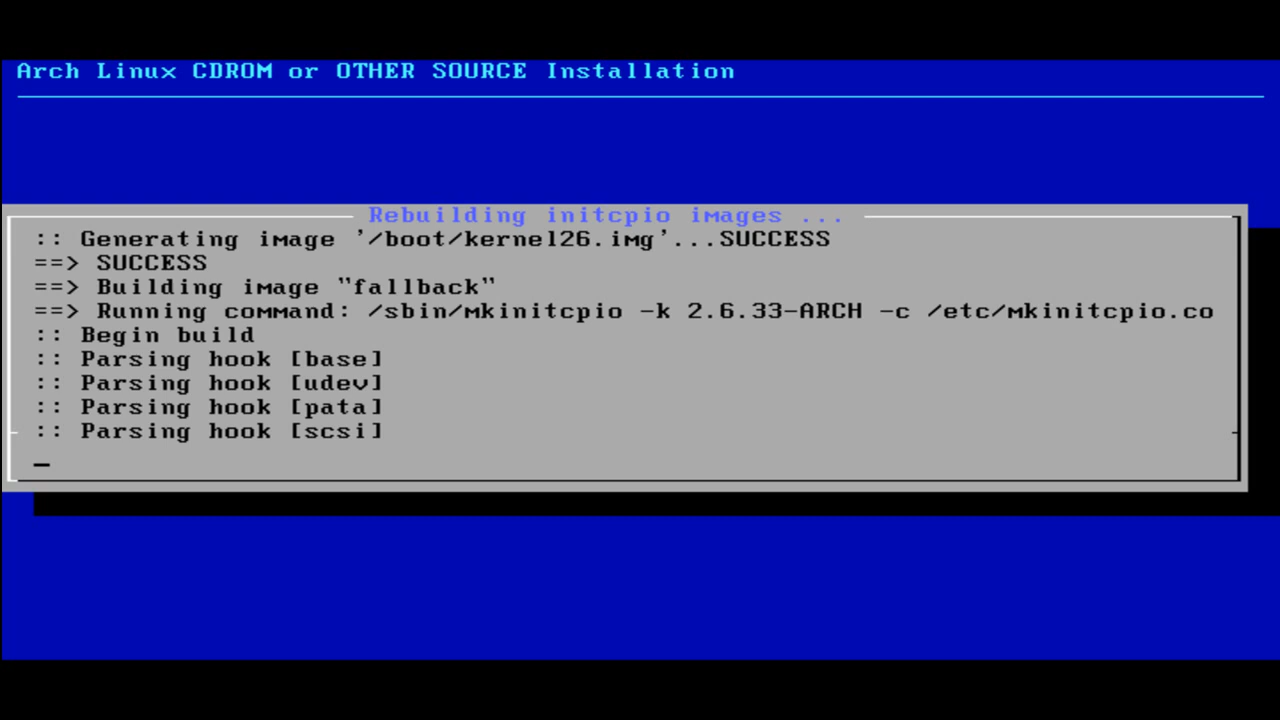 Arch Linux CDROM or OTHER SOURCE Installation
Rebuilding initcpio images ...
:: Generating image '/boot/kernel26.img'...SUCCESS
==> SUCCESS
==> Building image "fallback"
==> Running command: /sbin/mkinitcpio -k 2.6.33-ARCH -c /etc/mkinitcpio.co
:: Begin build
:: Parsing hook [base]
:: Parsing hook [udev]
:: Parsing hook [pata]
:: Parsing hook [scsi]